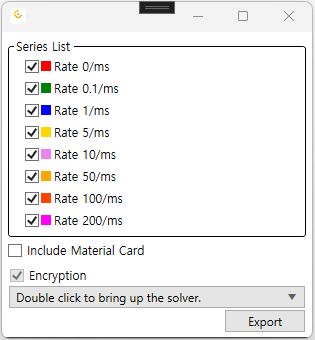 Series List
Rate 0/ms
Rate 0.1/ms
Rate 1/ms
Rate 5/ms
Rate 10/ms
Rate 50/ms
Rate 100/ms
Rate 200/ms
Include Material Card
Encryption
Double click to bring up the solver.
Export